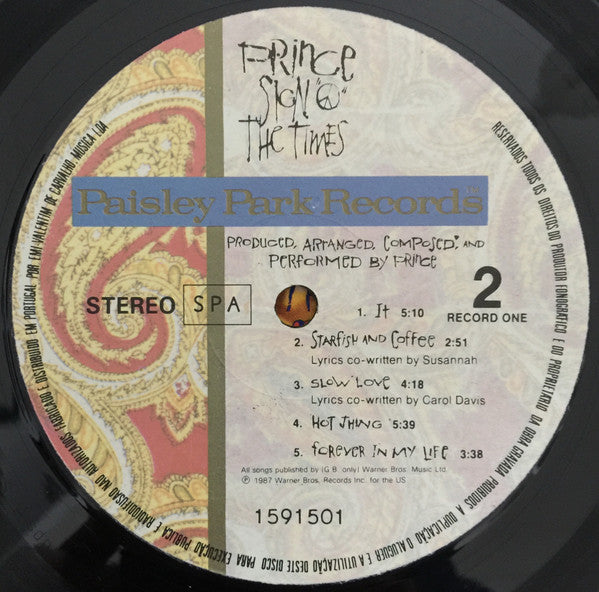 Prince
Sign "☮"
The Times
Paisley Park Records™
PRODUCED, ARRANGED, COMPOSED, AND
PERFORMED BY PRINCE
STEREO
SPA
2
RECORD ONE
1. It 5:10
2. Starfish and Coffee 2:51
Lyrics co-written by Susannah
3. Slow Love 4:18
Lyrics co-written by Carol Davis
4. Hot Thing 5:39
5. Forever In My Life 3:38
All songs published by (G.B. only) Warner Bros. Music Ltd.
℗ 1987 Warner Bros. Records Inc. for the US
1591501
RESERVADOS TODOS OS DIREITOS DO PRODUTOR FONOGRÁFICO E DO PROPRIETÁRIO DA OBRA GRAVADA PROIBIDOS A DUPLICAÇÃO O ALUGUER E A UTILIZAÇÃO DESTE DISCO PARA EXECUÇÃO PÚBLICA E RADIODIFUSÃO NÃO AUTORIZADOS FABRICADO E DISTRIBUIDO EM PORTUGAL POR EMI-VALENTIM DE CARVALHO, MÚSICA LDA